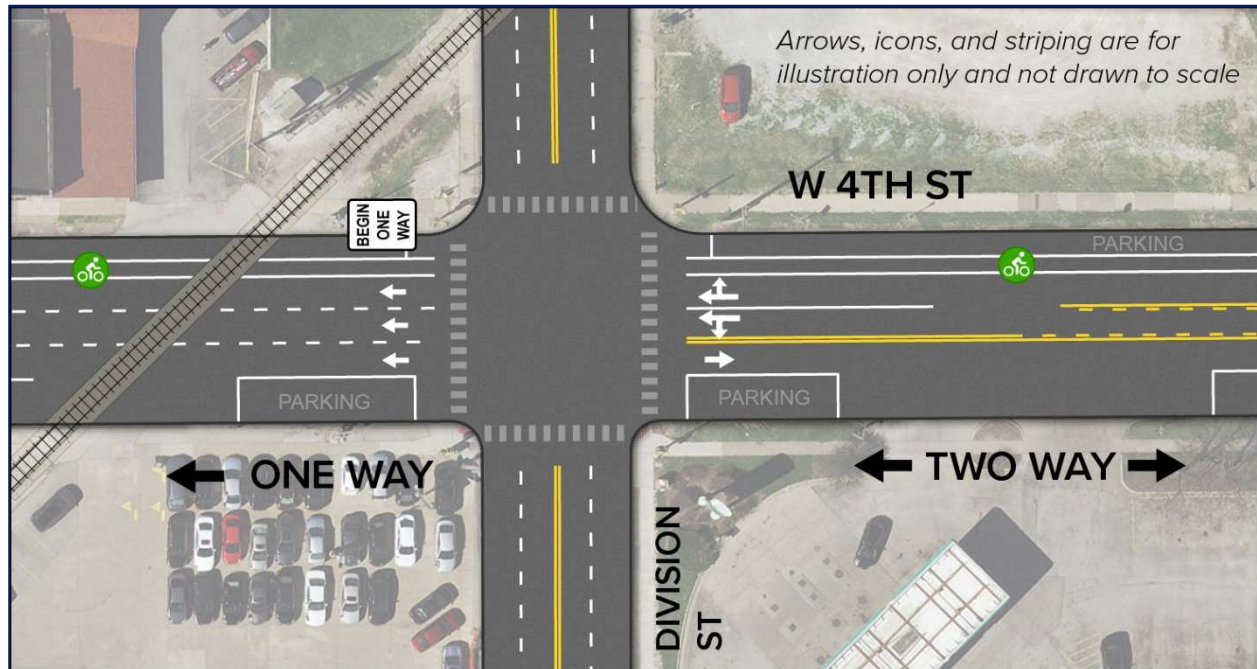 Arrows, icons, and striping are for
illustration only and not drawn to scale
W 4TH ST
BEGIN
ONE
WAY
PARKING
PARKING
PARKING
ONE WAY
TWO WAY
DIVISION
ST